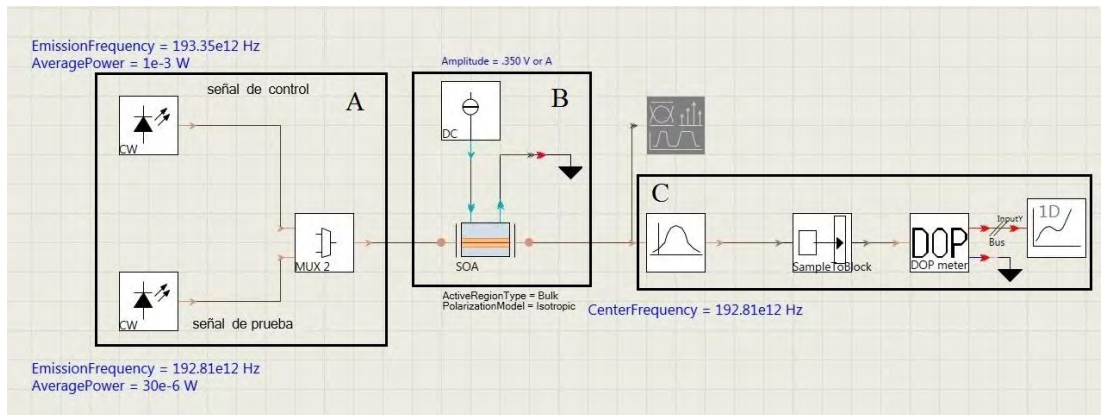 EmissionFrequency = 193.35e12 Hz
AveragePower = 1e-3 W
señal de control
A
CW
MUX 2
CW
señal de prueba
EmissionFrequency = 192.81e12 Hz
AveragePower = 30e-6 W
Amplitude = .350 V or A
B
DC
SOA
ActiveRegionType = Bulk
PolarizationModel = Isotropic
C
CenterFrequency = 192.81e12 Hz
SampleToBlock
DOP
DOP meter
InputY
Bus
1D